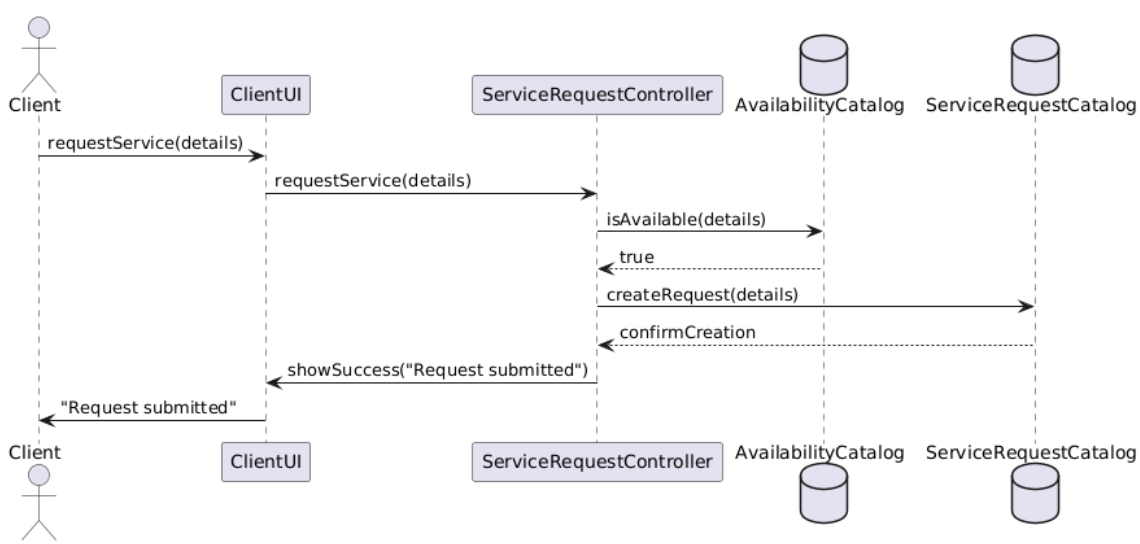 Client
ClientUI
ServiceRequestController
AvailabilityCatalog
ServiceRequestCatalog
requestService(details)
requestService(details)
isAvailable(details)
true
createRequest(details)
confirmCreation
showSuccess("Request submitted")
"Request submitted"
Client
ClientUI
ServiceRequestController
AvailabilityCatalog
ServiceRequestCatalog